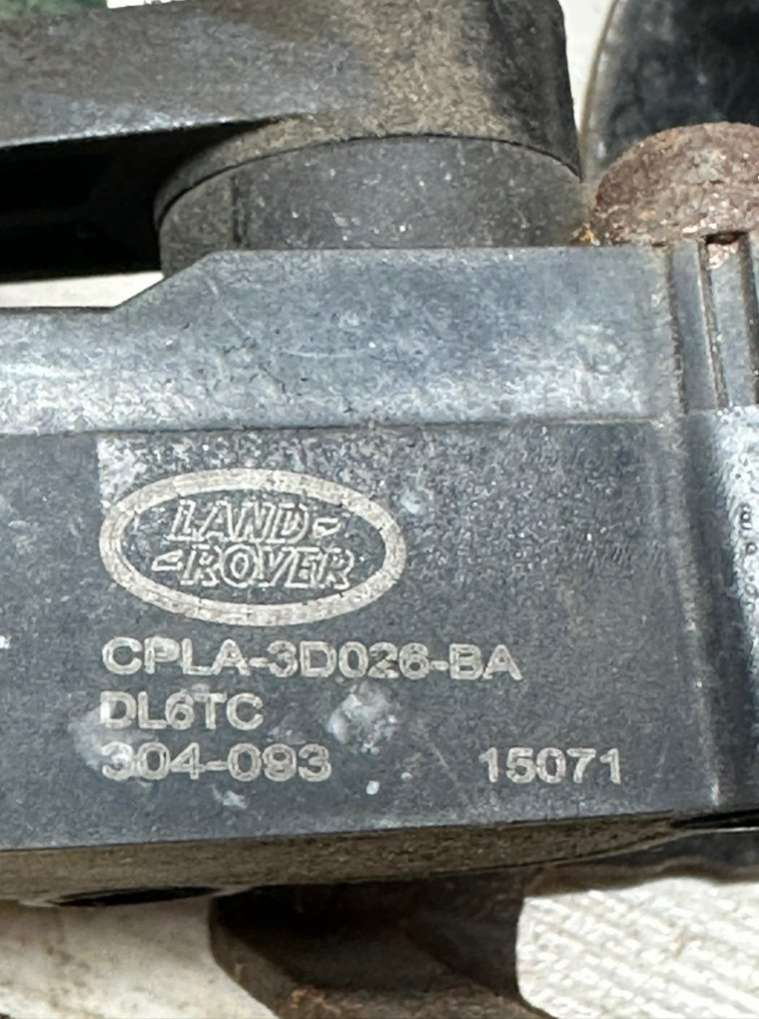 LAND-
-ROVER
CPLA-3D026-BA
DL6TC
304-093 15071